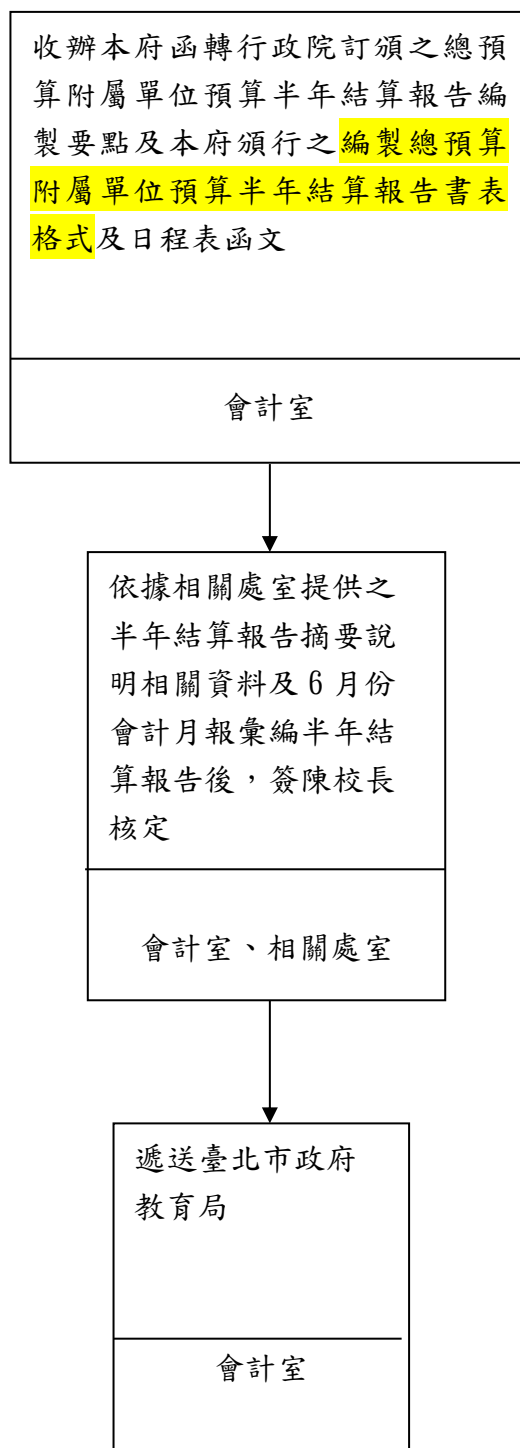 收辦本府函轉行政院訂頒之總預
算附屬單位預算半年結算報告編
製要點及本府頒行之編製總預算
附屬單位預算半年結算報告書表
格式及日程表函文
會計室
依據相關處室提供之
半年結算報告摘要說
明相關資料及 6 月份
會計月報彙編半年結
算報告後，簽陳校長
核定
會計室、相關處室
遞送臺北市政府
教育局
會計室